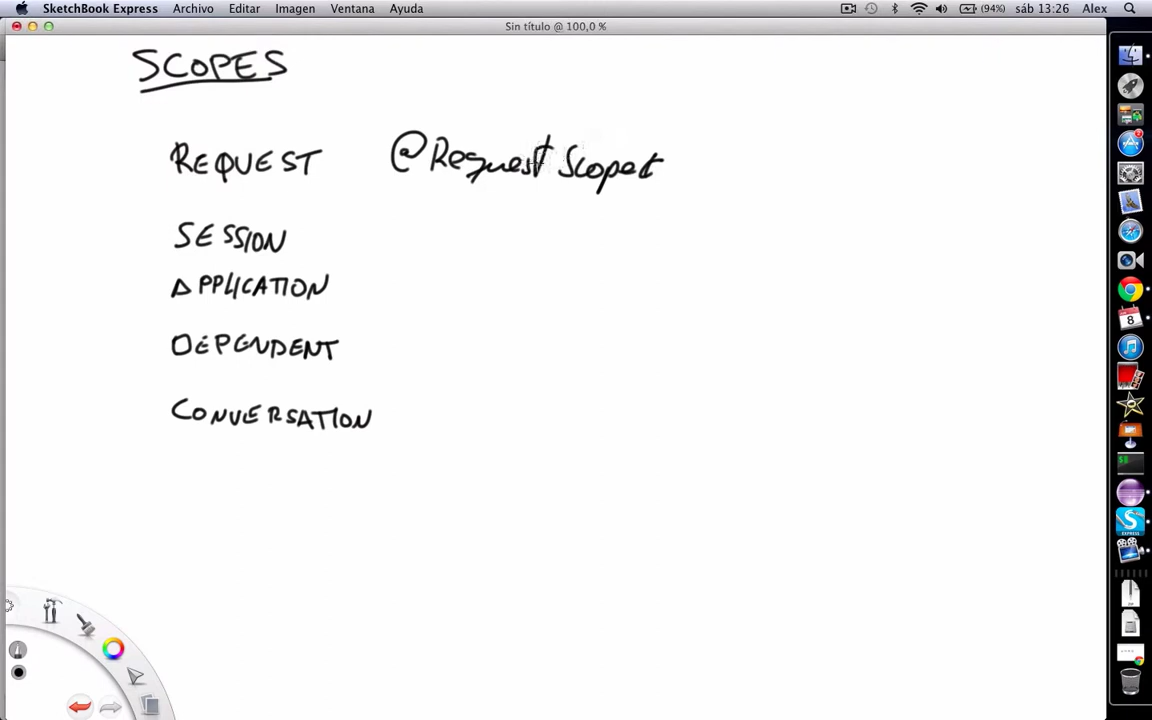 SketchBook Express Archivo Editar Imagen Ventana Ayuda (94%) sáb 13:26 Alex
Sin título @ 100,0 %
SCOPES
REQUEST @RequestScoped
SESSION
APPLICATION
DEPENDENT
CONVERSATION